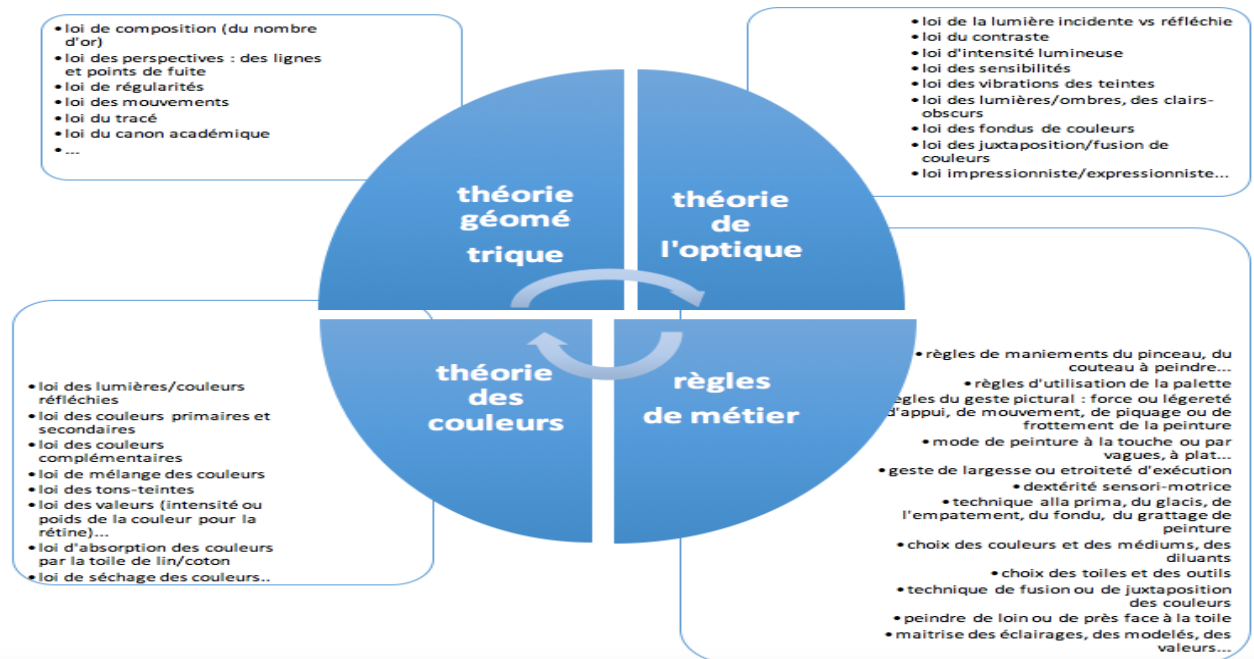 • loi de composition (du nombre
d'or)
• loi des perspectives : des lignes
et points de fuite
• loi de régularités
• loi des mouvements
• loi du tracé
• loi du canon académique
• ...
• loi de la lumière incidente vs réfléchie
• loi du contraste
• loi d'intensité lumineuse
• loi des sensibilités
• loi des vibrations des teintes
• loi des lumières/ombres, des clairs-
obscurs
• loi des fondus de couleurs
• loi des juxtaposition/fusion de
couleurs
• loi impressionniste/expressionniste...
théorie
géomé
trique
théorie
de
l'optique
théorie
des
couleurs
règles
de métier
• loi des lumières/couleurs
réfléchies
• loi des couleurs primaires et
secondaires
• loi des couleurs
complémentaires
• loi de mélange des couleurs
• loi des tons-teintes
• loi des valeurs (intensité ou
poids de la couleur pour la
rétine)...
• loi d'absorption des couleurs
par la toile de lin/coton
• loi de séchage des couleurs..
• règles de maniements du pinceau, du
couteau à peindre...
• règles d'utilisation de la palette
egles du geste pictural : force ou légereté
d'appui, de mouvement, de piquage ou de
frottement de la peinture
• mode de peinture à la touche ou par
vagues, à plat...
• geste de largesse ou etroiteté d'exécution
• dextérité sensori-motrice
• technique alla prima, du glacis, de
l'empatement, du fondu, du grattage de
peinture
• choix des couleurs et des médiums, des
diluants
• choix des toiles et des outils
• technique de fusion ou de juxtaposition
des couleurs
• peindre de loin ou de près face à la toile
• maitrise des éclairages, des modelés, des
valeurs...